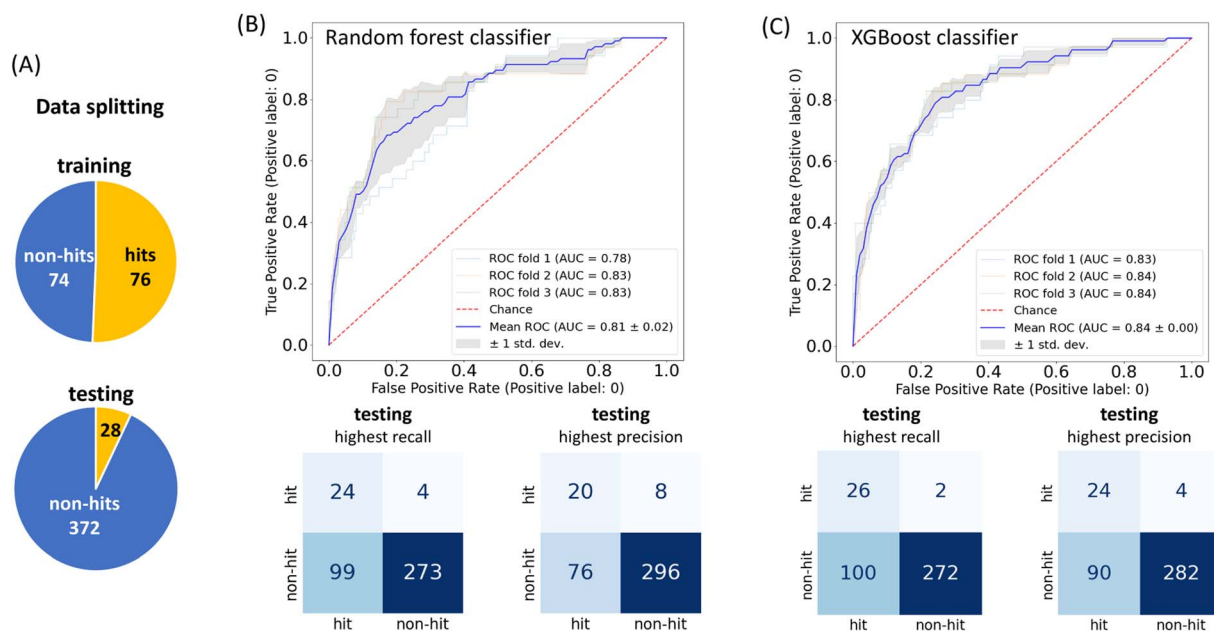 (A)
Data splitting
training
non-hits
74
hits
76
testing
28
non-hits
372
(B)
Random forest classifier
True Positive Rate (Positive label: 0)
1.0
0.8
0.6
0.4
0.2
0.0
ROC fold 1 (AUC = 0.78)
ROC fold 2 (AUC = 0.83)
ROC fold 3 (AUC = 0.83)
Chance
Mean ROC (AUC = 0.81 ± 0.02)
± 1 std. dev.
0.0 0.2 0.4 0.6 0.8 1.0
False Positive Rate (Positive label: 0)
testing
highest recall
hit
24 4
non-hit
99 273
hit non-hit
testing
highest precision
hit
20 8
non-hit
76 296
hit non-hit
(C)
XGBoost classifier
True Positive Rate (Positive label: 0)
1.0
0.8
0.6
0.4
0.2
0.0
ROC fold 1 (AUC = 0.83)
ROC fold 2 (AUC = 0.84)
ROC fold 3 (AUC = 0.84)
Chance
Mean ROC (AUC = 0.84 ± 0.00)
± 1 std. dev.
0.0 0.2 0.4 0.6 0.8 1.0
False Positive Rate (Positive label: 0)
testing
highest recall
hit
26 2
non-hit
100 272
hit non-hit
testing
highest precision
hit
24 4
non-hit
90 282
hit non-hit